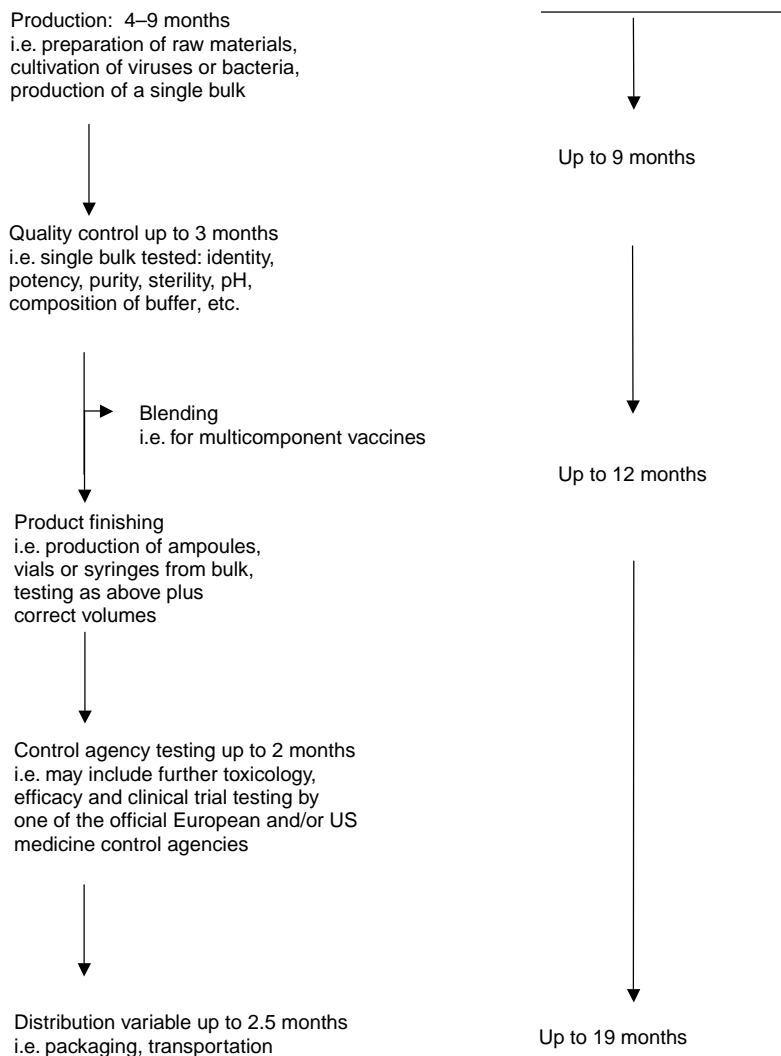 Production:  4–9 months
i.e. preparation of raw materials,
cultivation of viruses or bacteria,
production of a single bulk
Up to 9 months
Quality control up to 3 months
i.e. single bulk tested: identity,
potency, purity, sterility, pH,
composition of buffer, etc.
Blending
i.e. for multicomponent vaccines
Up to 12 months
Product finishing
i.e. production of ampoules,
vials or syringes from bulk,
testing as above plus
correct volumes
Control agency testing up to 2 months
i.e. may include further toxicology,
efficacy and clinical trial testing by
one of the official European and/or US
medicine control agencies
Distribution variable up to 2.5 months
i.e. packaging, transportation
Up to 19 months